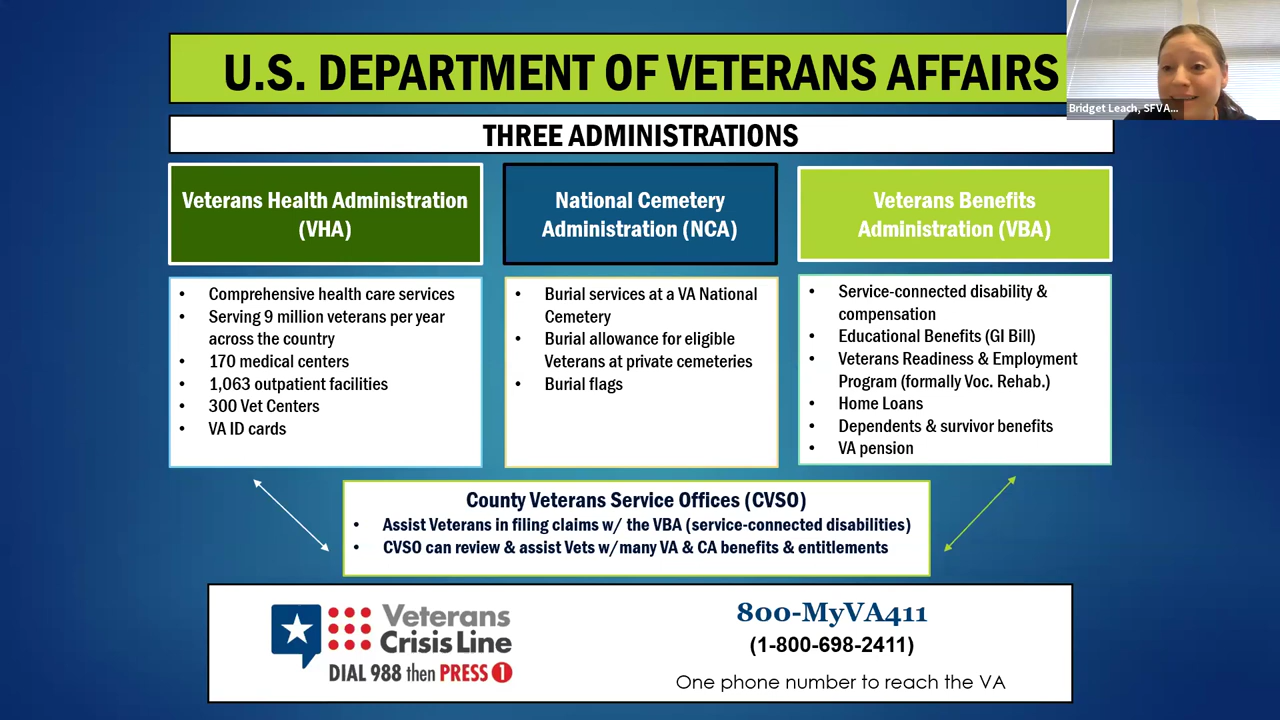 U.S. DEPARTMENT OF VETERANS AFFAIRS
Bridget Leach, SFVA...
THREE ADMINISTRATIONS
Veterans Health Administration
(VHA)
• Comprehensive health care services
• Serving 9 million veterans per year
across the country
• 170 medical centers
• 1,063 outpatient facilities
• 300 Vet Centers
• VA ID cards
National Cemetery
Administration (NCA)
• Burial services at a VA National
Cemetery
• Burial allowance for eligible
Veterans at private cemeteries
• Burial flags
Veterans Benefits
Administration (VBA)
• Service-connected disability &
compensation
• Educational Benefits (GI Bill)
• Veterans Readiness & Employment
Program (formally Voc. Rehab.)
• Home Loans
• Dependents & survivor benefits
• VA pension
County Veterans Service Offices (CVSO)
• Assist Veterans in filing claims w/ the VBA (service-connected disabilities)
• CVSO can review & assist Vets w/many VA & CA benefits & entitlements
Veterans
Crisis Line
DIAL 988 then PRESS 1
800-MyVA411
(1-800-698-2411)
One phone number to reach the VA